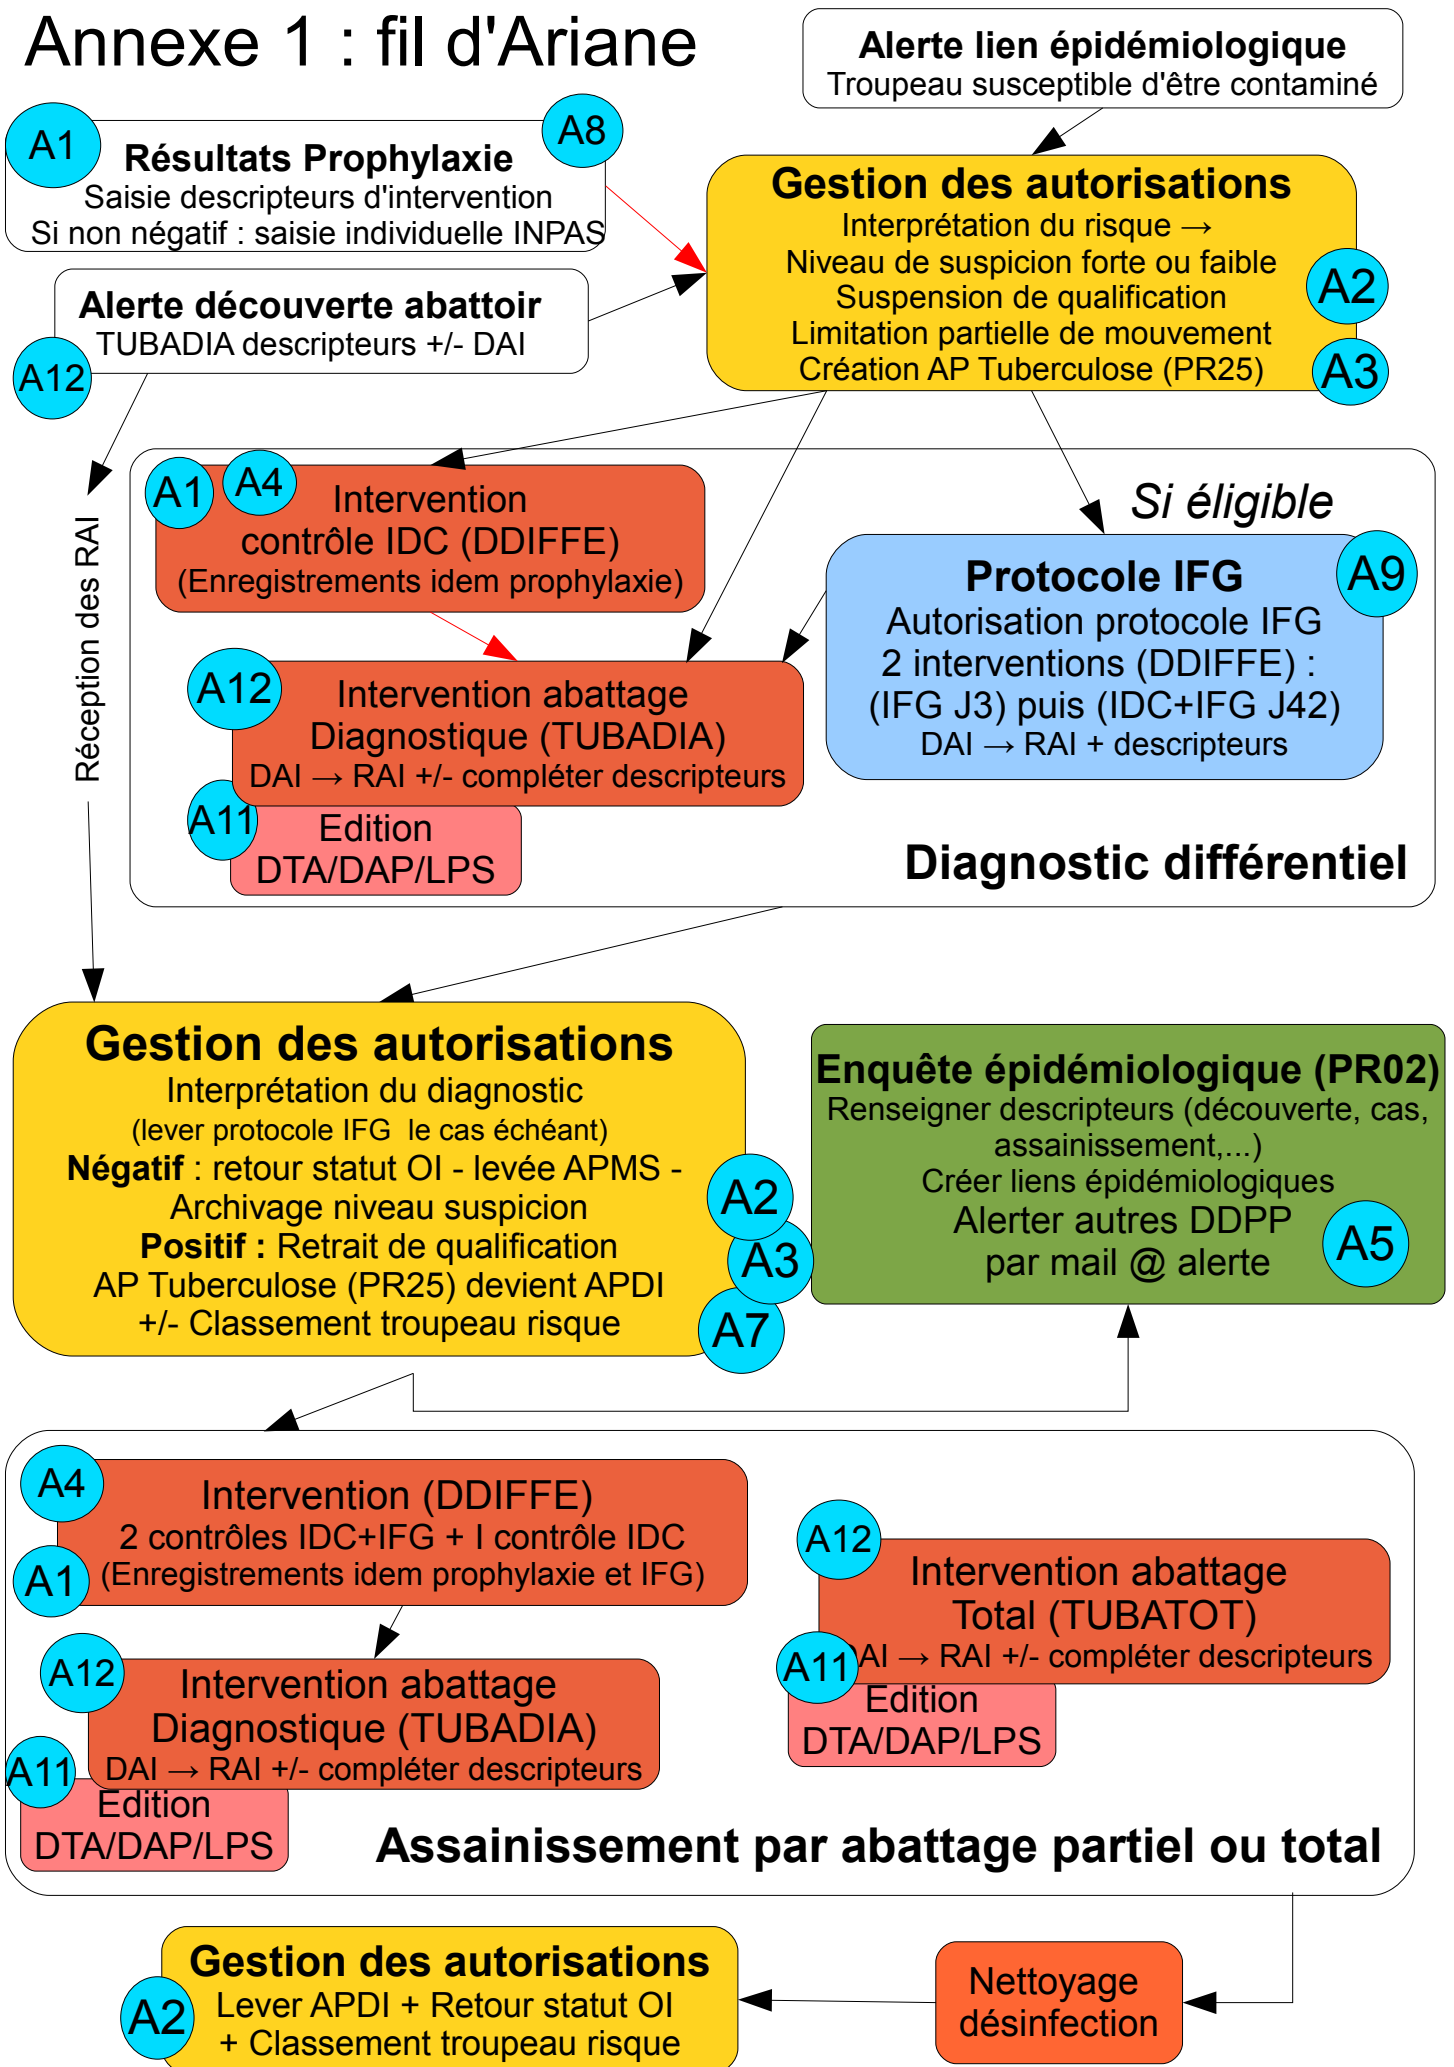 Annexe 1 : fil d'Ariane
Alerte lien épidémiologique
Troupeau susceptible d'être contaminé
A1
A8
Résultats Prophylaxie
Saisie descripteurs d'intervention
Si non négatif : saisie individuelle INPAS
Gestion des autorisations
Interprétation du risque →
Niveau de suspicion forte ou faible
Suspension de qualification
Limitation partielle de mouvement
Création AP Tuberculose (PR25)
A2
A3
Alerte découverte abattoir
TUBADIA descripteurs +/- DAI
A12
Réception des RAI
A1
A4
Intervention
contrôle IDC (DDIFFE)
(Enregistrements idem prophylaxie)
Si éligible
A9
Protocole IFG
Autorisation protocole IFG
2 interventions (DDIFFE) :
(IFG J3) puis (IDC+IFG J42)
DAI → RAI + descripteurs
A12
Intervention abattage
Diagnostique (TUBADIA)
DAI → RAI +/- compléter descripteurs
A11
Edition
DTA/DAP/LPS
Diagnostic différentiel
Gestion des autorisations
Interprétation du diagnostic
(lever protocole IFG le cas échéant)
Négatif : retour statut OI - levée APMS -
Archivage niveau suspicion
Positif : Retrait de qualification
AP Tuberculose (PR25) devient APDI
+/- Classement troupeau risque
A2
A3
A7
Enquête épidémiologique (PR02)
Renseigner descripteurs (découverte, cas,
assainissement,...)
Créer liens épidémiologiques
Alerter autres DDPP
par mail @ alerte
A5
A4
Intervention (DDIFFE)
2 contrôles IDC+IFG + I contrôle IDC
(Enregistrements idem prophylaxie et IFG)
A1
A12
Intervention abattage
Total (TUBATOT)
DAI → RAI +/- compléter descripteurs
A11
Edition
DTA/DAP/LPS
A12
Intervention abattage
Diagnostique (TUBADIA)
DAI → RAI +/- compléter descripteurs
A11
Edition
DTA/DAP/LPS
Assainissement par abattage partiel ou total
Gestion des autorisations
Lever APDI + Retour statut OI
+ Classement troupeau risque
A2
Nettoyage
désinfection